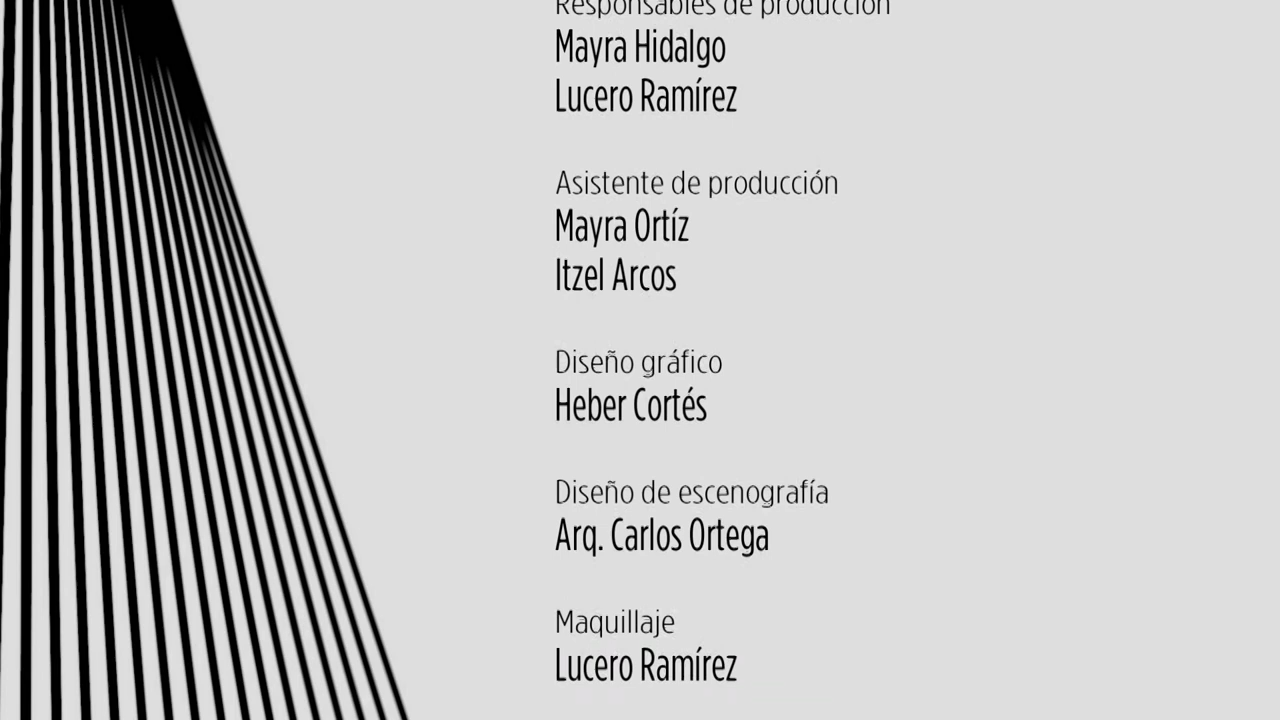 Responsables de producción
Mayra Hidalgo
Lucero Ramírez
Asistente de producción
Mayra Ortíz
Itzel Arcos
Diseño gráfico
Heber Cortés
Diseño de escenografía
Arq. Carlos Ortega
Maquillaje
Lucero Ramírez